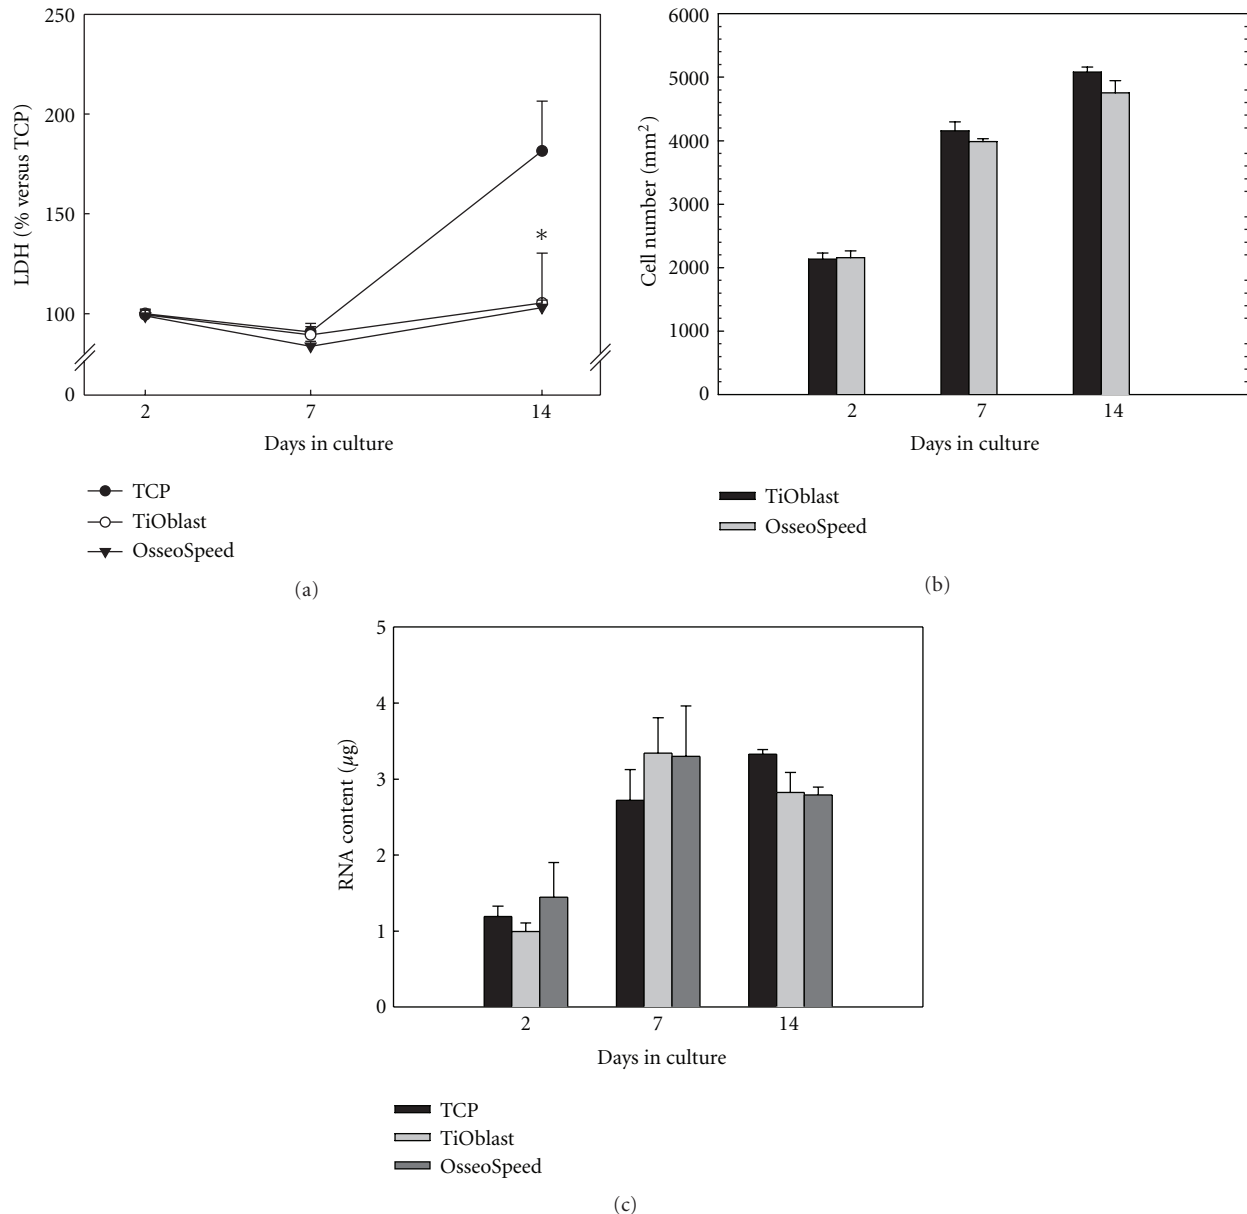 250
200
150
100
0
LDH (% versus TCP)
*
2 7 14
Days in culture
TCP
TiOblast
OsseoSpeed
(a)
6000
5000
4000
3000
2000
1000
0
Cell number (mm²)
2 7 14
Days in culture
TiOblast
OsseoSpeed
(b)
5
4
3
2
1
0
RNA content (µg)
2 7 14
Days in culture
TCP
TiOblast
OsseoSpeed
(c)